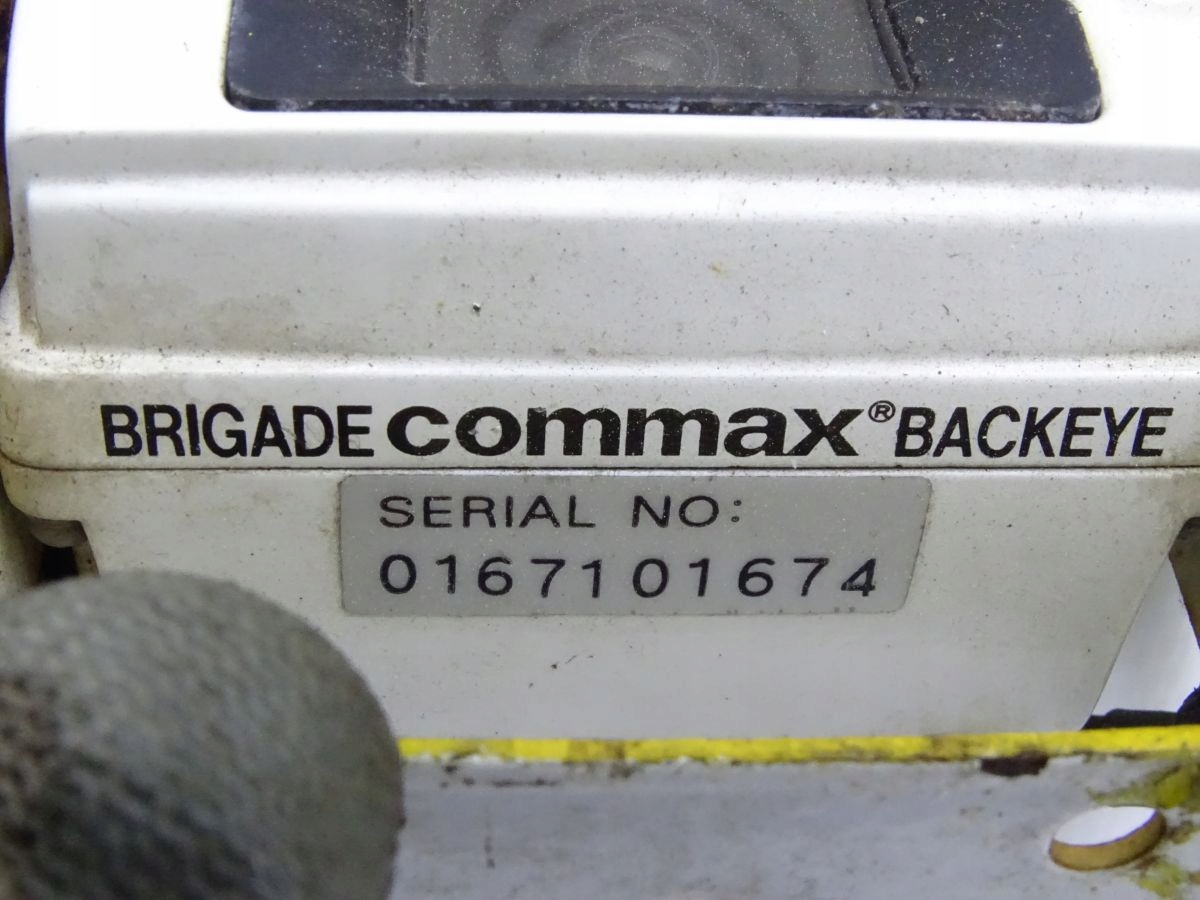 BRIGADE commax® BACKEYE
SERIAL NO:
0167101674